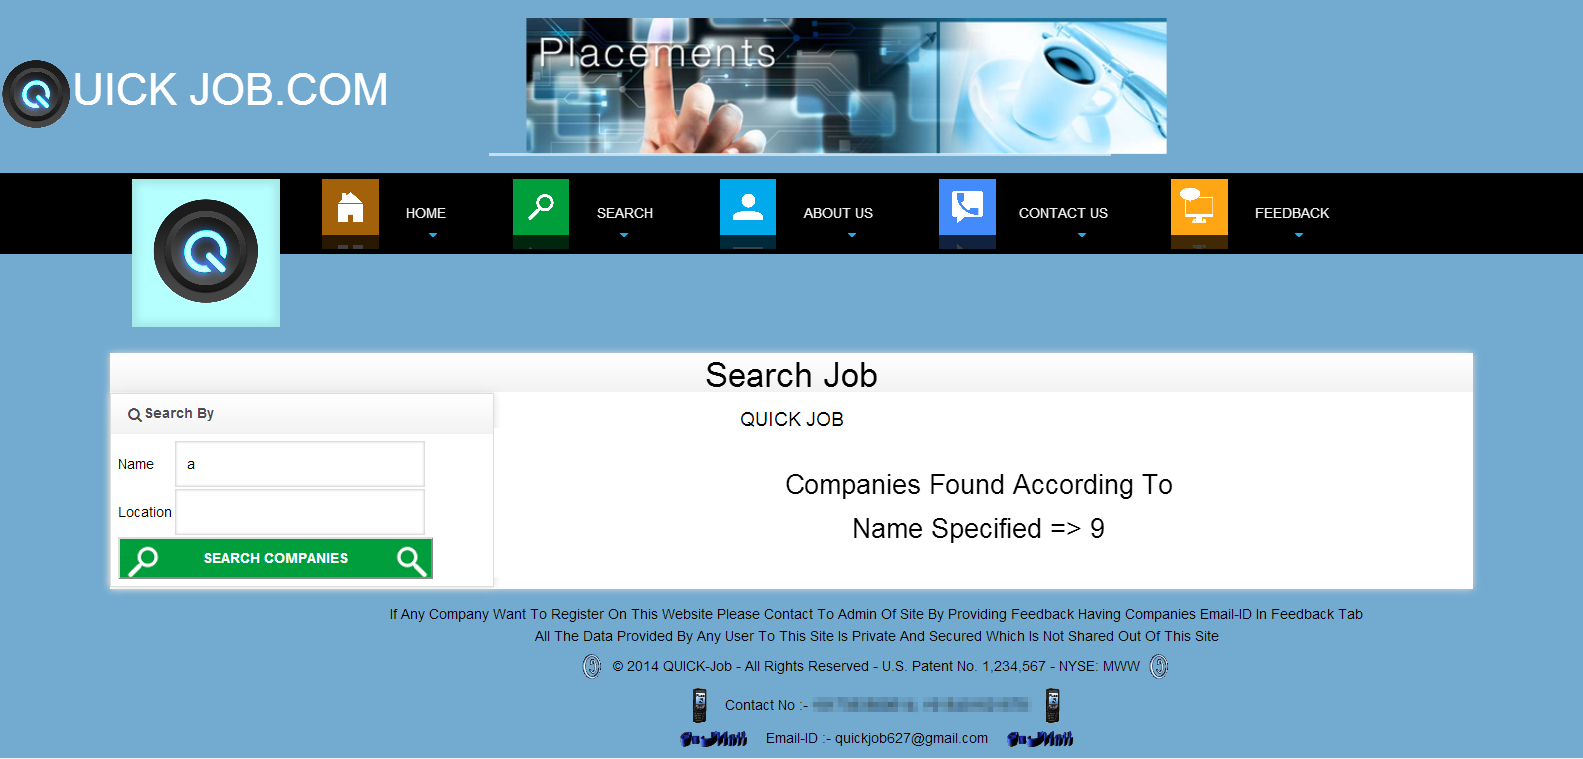 Placements
UICK JOB.COM
HOME
SEARCH
ABOUT US
CONTACT US
FEEDBACK
Search Job
Search By
QUICK JOB
Name
a
Location
SEARCH COMPANIES
Companies Found According To
Name Specified => 9
If Any Company Want To Register On This Website Please Contact To Admin Of Site By Providing Feedback Having Companies Email-ID In Feedback Tab
All The Data Provided By Any User To This Site Is Private And Secured Which Is Not Shared Out Of This Site
© 2014 QUICK-Job - All Rights Reserved - U.S. Patent No. 1,234,567 - NYSE: MWW
Contact No :-
Email-ID :- quickjob627@gmail.com